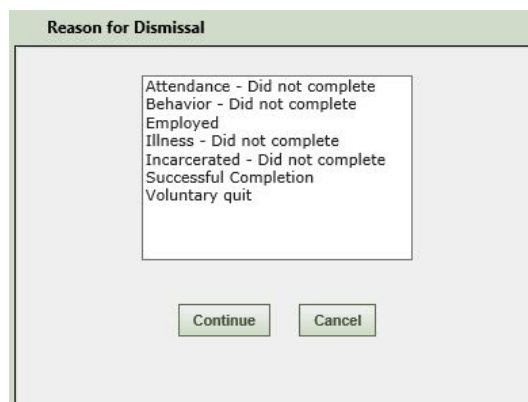 Reason for Dismissal
Attendance - Did not complete
Behavior - Did not complete
Employed
Illness - Did not complete
Incarcerated - Did not complete
Successful Completion
Voluntary quit
Continue
Cancel